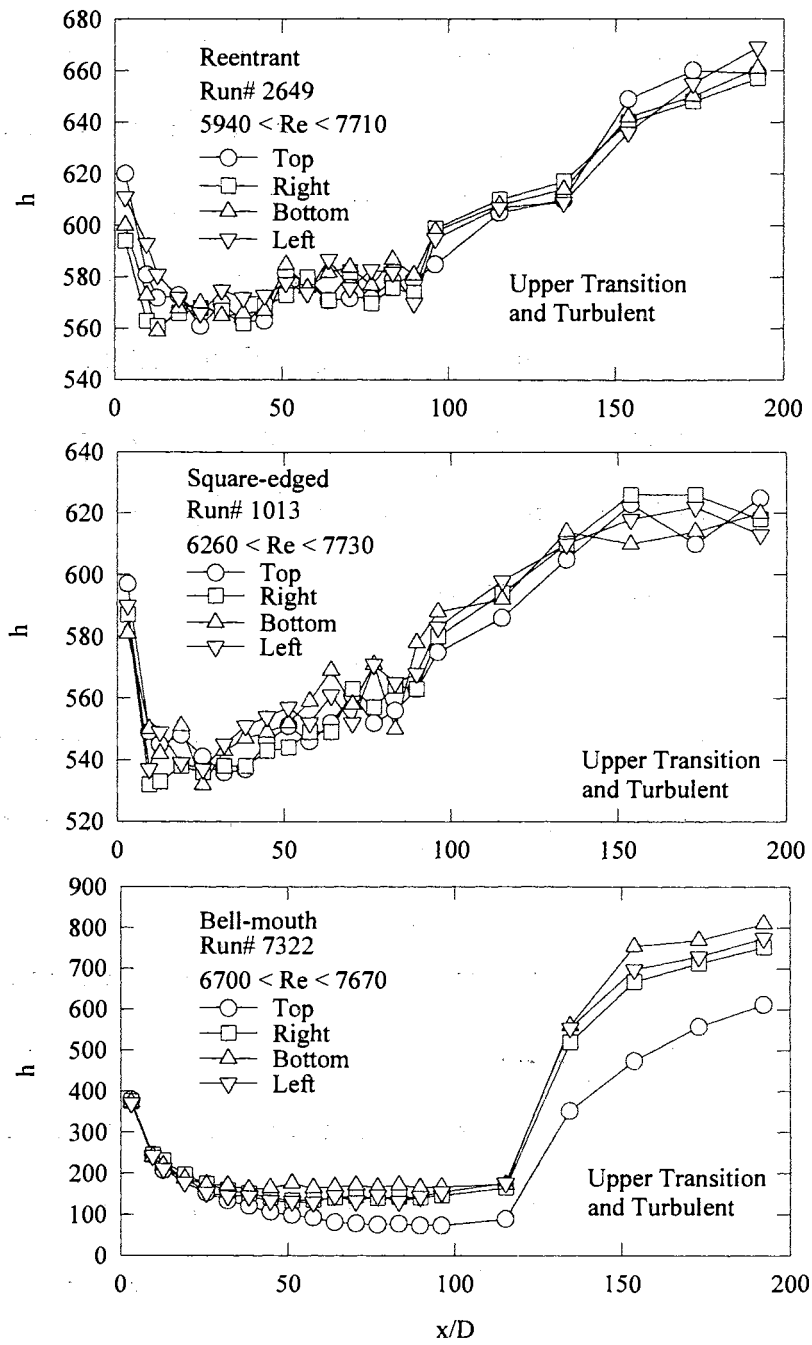 680
660
640
620
600
580
560
540
h
Reentrant
Run# 2649
5940 < Re < 7710
Top
Right
Bottom
Left
Upper Transition
and Turbulent
0
50
100
150
200
640
620
600
580
560
540
520
h
Square-edged
Run# 1013
6260 < Re < 7730
Top
Right
Bottom
Left
Upper Transition
and Turbulent
0
50
100
150
200
900
800
700
600
500
400
300
200
100
0
h
Bell-mouth
Run# 7322
6700 < Re < 7670
Top
Right
Bottom
Left
Upper Transition
and Turbulent
0
50
100
150
200
x/D